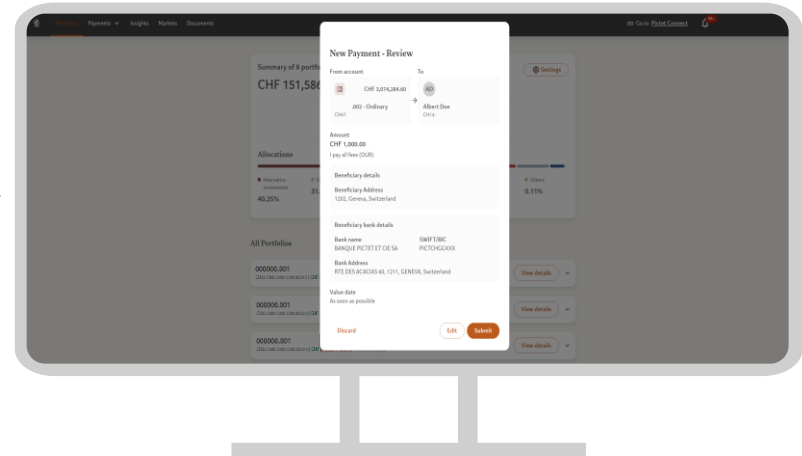 Payments Insights Markets Documents
Go to Pictet Connect
Summary of 8 portfo
CHF 151,586
Settings
Allocations
Alternative
Investments
40.25%
31.
Others
0.11%
All Portfolios
000000.001
View details
000000.001
View details
000000.001
View details
New Payment - Review
From account To
CHF 3,074,284.60 AD
.002 - Ordinary Albert Doe
CH14
Amount
CHF 1,000.00
I pay all fees (OUR)
Beneficiary details
Beneficiary Address
1202, Geneva, Switzerland
Beneficiary bank details
Bank name SWIFT/BIC
BANQUE PICTET ET CIE SA PICTCHGGXXX
Bank Address
RTE DES ACACIAS 60, 1211, GENEVA, Switzerland
Value date
As soon as possible
Discard Edit Submit